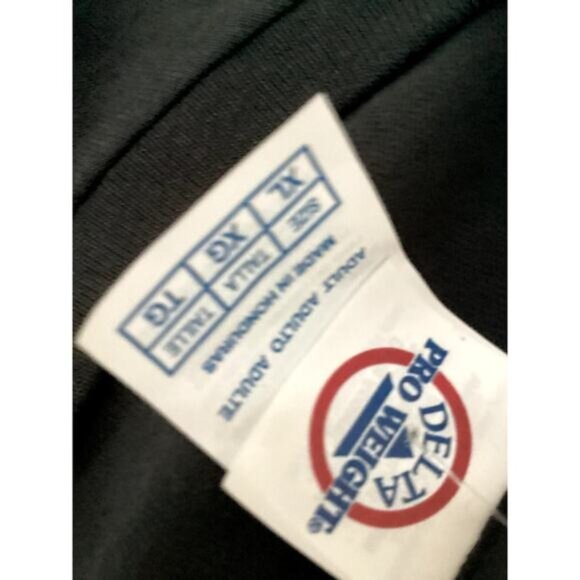 DELTA
PRO WEIGHT®
ADULT ADULTO ADULTE
MADE IN HONDURAS
SIZE TALLA TAILLE
XL XG TG